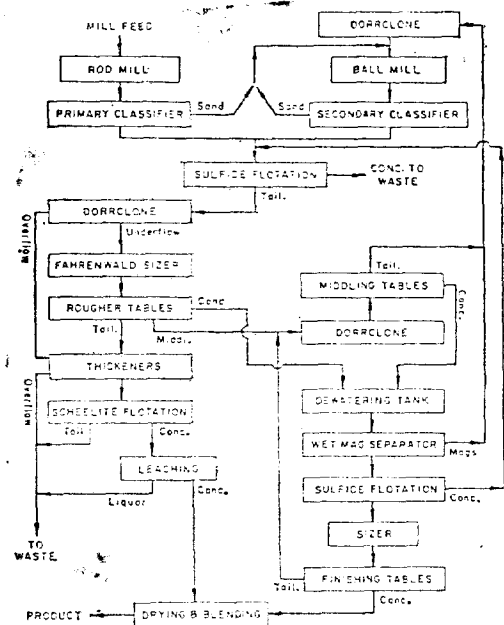 DORRCLONE
MILL FEED
ROD MILL
BALL MILL
PRIMARY CLASSIFIER
Sand
Sand
SECONDARY CLASSIFIER
SULFIDE FLOTATION
CONC. TO
WASTE
Tail.
DORRCLONE
Overflow
Underflow
FAHRENWALD SIZER
Tail.
MIDDLING TABLES
Conc.
ROUGHER TABLES
Conc
Tail.
Middl.
DORRCLONE
THICKENERS
Overflow
DEWATERING TANK
SCHEELITE FLOTATION
Tail
Conc.
WET MAG SEPARATOR
Mags
LEACHING
Liquor
Conc.
SULFIDE FLOTATION
Conc.
SIZER
TO
WASTE
FINISHING TABLES
Tail.
Conc.
PRODUCT
DRYING & BLENDING